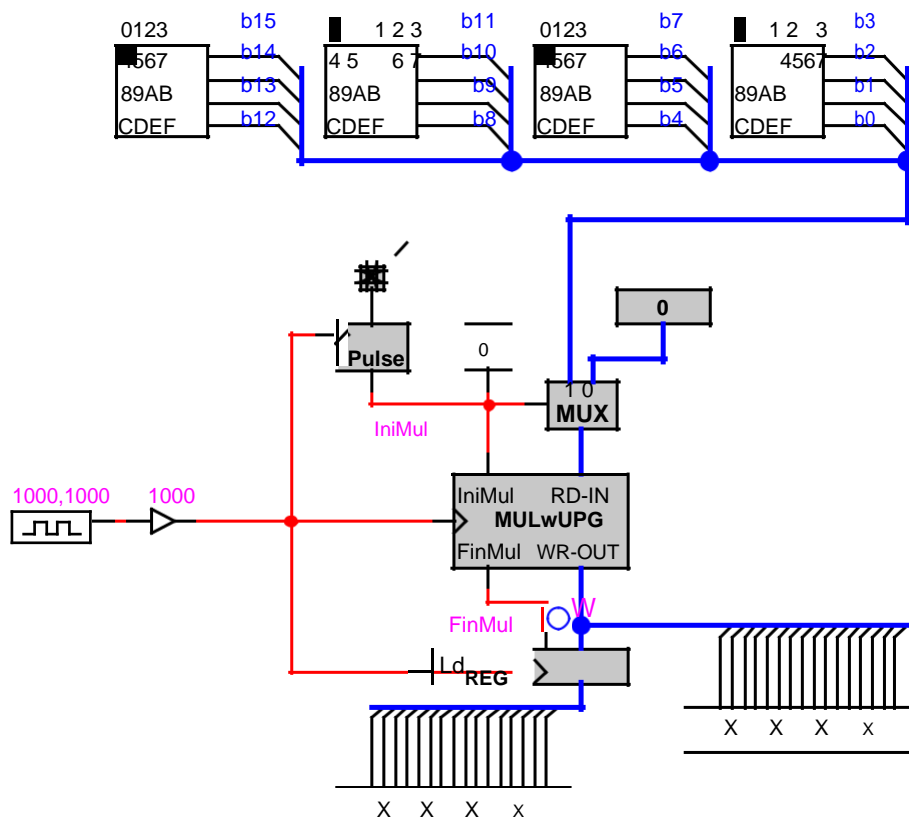 0123 b15 1 2 3 b11 0123 b7 1 2 3 b3
4567 b14 4 5 6 7 b10 4567 b6 4567 b2
b13 b9 b5 b1
89AB 89AB 89AB 89AB
CDEF b12 CDEF b8 CDEF b4 CDEF b0
0
Pulse 0
1 0
MUX
IniMul
1000,1000 1000
IniMul RD-IN
MULwUPG
FinMul WR-OUT
FinMul W
Ld
REG
X X X x
X X X x